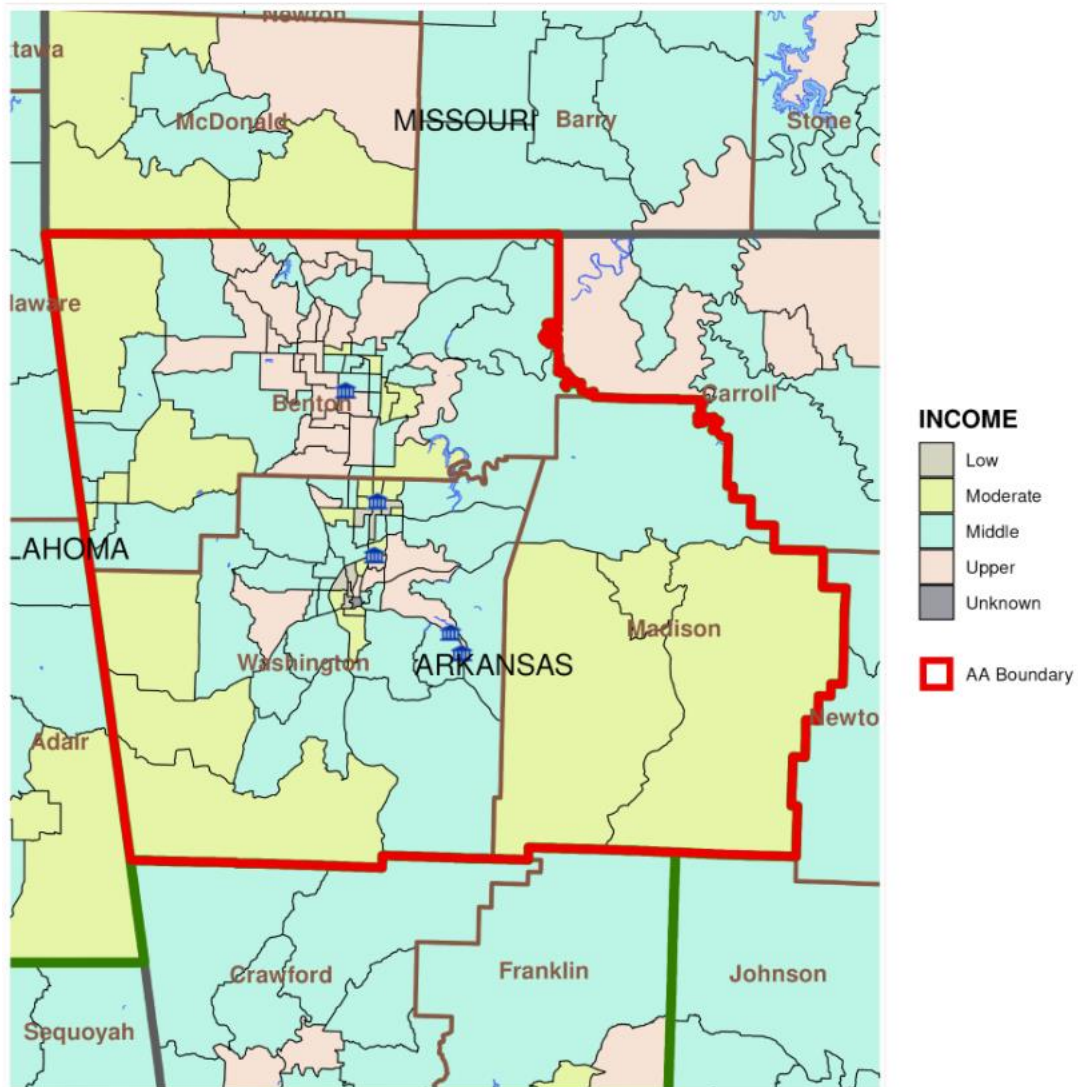 Newton
tawa
McDonald
MISSOURI
Barry
Stone
laware
Carroll
Benton
LAHOMA
Madison
Washington
ARKANSAS
Newto
Adair
Crawford
Franklin
Johnson
Sequoyah
INCOME
Low
Moderate
Middle
Upper
Unknown
AA Boundary